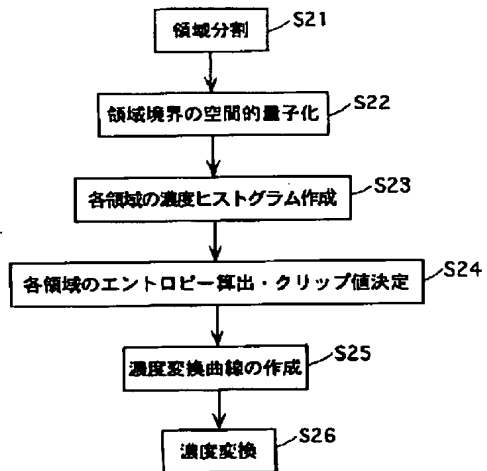 領域分割 S21
領域境界の空間的量子化 S22
各領域の濃度ヒストグラム作成 S23
各領域のエントロピー算出・クリップ値決定 S24
濃度変換曲線の作成 S25
濃度変換 S26